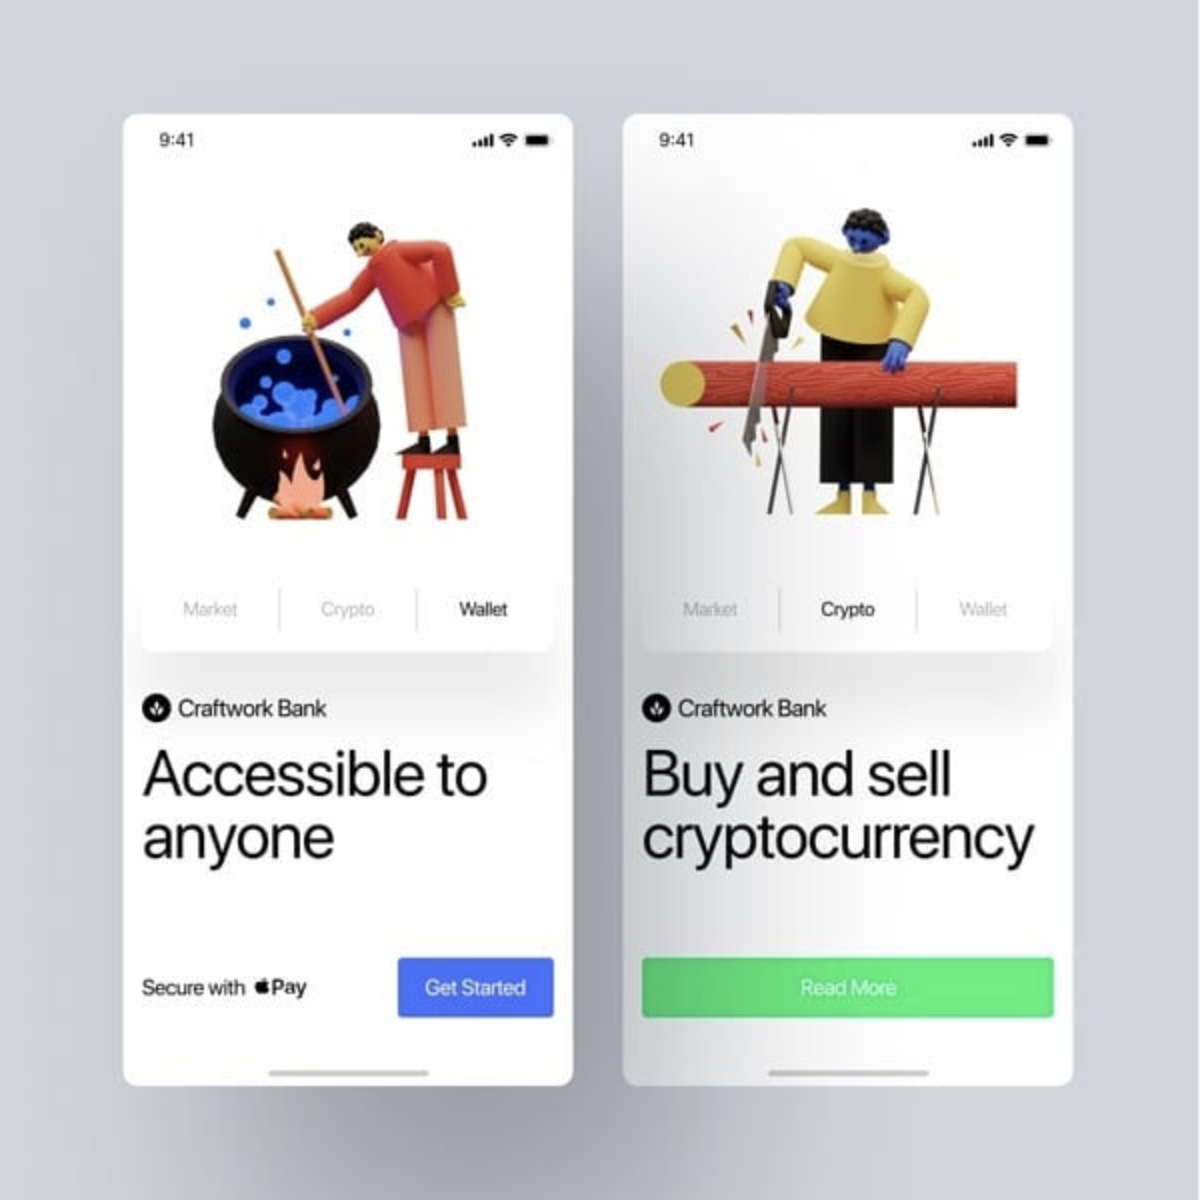 9:41
Market Crypto Wallet
Craftwork Bank
Accessible to
anyone
Secure with Pay
Get Started
9:41
Market Crypto Wallet
Craftwork Bank
Buy and sell
cryptocurrency
Read More